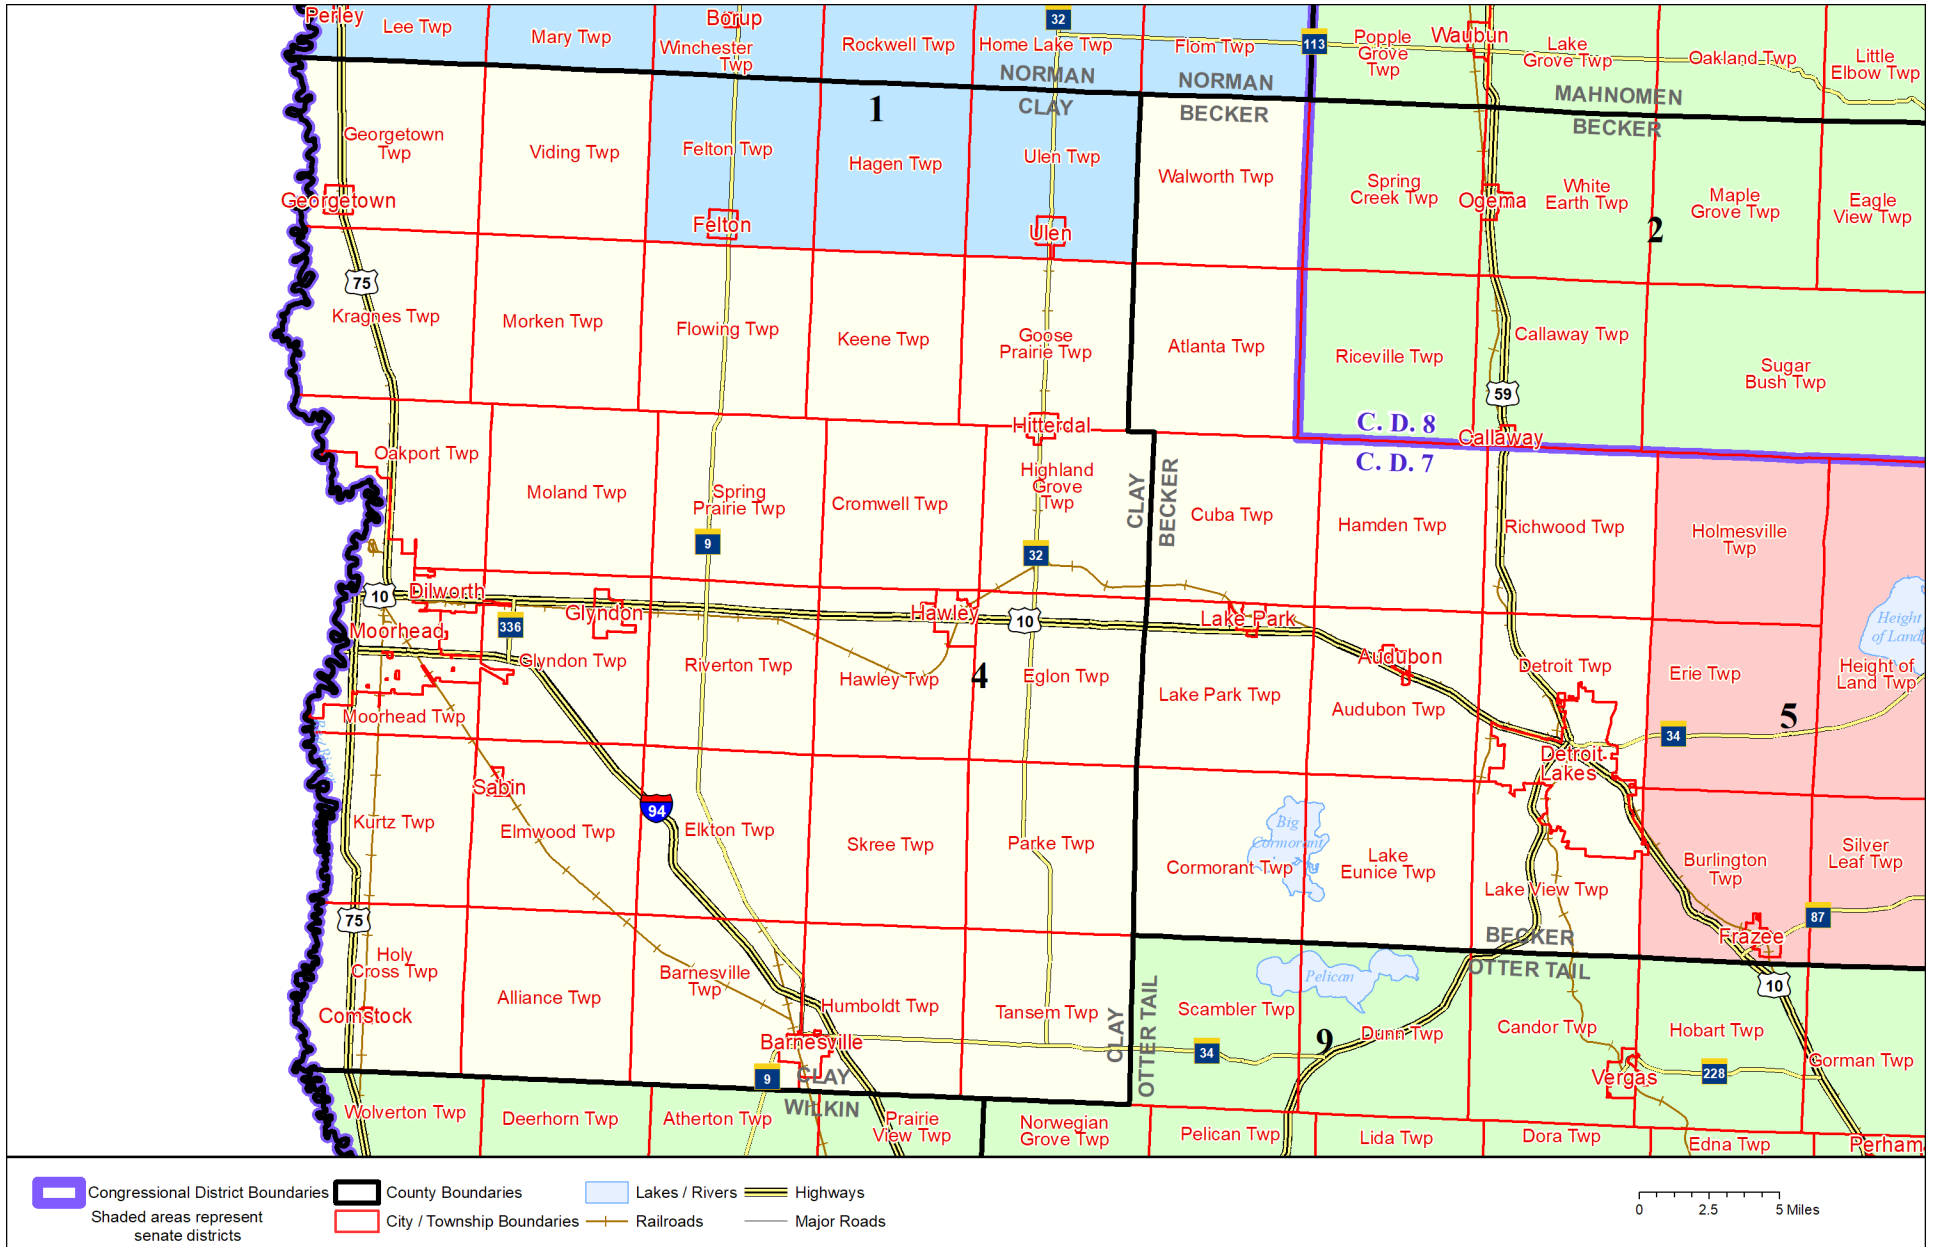 Perley
Lee Twp
Mary Twp
Borup
Winchester
Twp
Rockwell Twp
32
Home Lake Twp
Flom Twp
113
Popple
Grove
Twp
Waubun
Lake
Grove Twp
Oakland Twp
Little
Elbow Twp
NORMAN
CLAY
NORMAN
BECKER
MAHNOMEN
BECKER
1
Georgetown
Twp
Viding Twp
Felton Twp
Hagen Twp
Ulen Twp
Walworth Twp
Spring
Creek Twp
Ogema
White
Earth Twp
Maple
Grove Twp
Eagle
View Twp
Georgetown
Felton
Ulen
2
75
Kragnes Twp
Morken Twp
Flowing Twp
Keene Twp
Goose
Prairie Twp
Atlanta Twp
Riceville Twp
Callaway Twp
Sugar
Bush Twp
59
C. D. 8
C. D. 7
Callaway
Hitterdal
Oakport Twp
Moland Twp
Spring
Prairie Twp
Cromwell Twp
Highland
Grove
Twp
CLAY
BECKER
Cuba Twp
Hamden Twp
Richwood Twp
Holmesville
Twp
9
32
Height
of Land
10
Dilworth
Glyndon
Hawley
10
Lake Park
Moorhead
336
Glyndon Twp
Riverton Twp
Hawley Twp
4
Eglon Twp
Lake Park Twp
Audubon
Audubon Twp
Detroit Twp
Erie Twp
Height of
Land Twp
5
34
Moorhead Twp
Detroit
Lakes
Sabin
94
Kurtz Twp
Elmwood Twp
Elkton Twp
Skree Twp
Parke Twp
Big
Cormorant
Cormorant Twp
Lake
Eunice Twp
Lake View Twp
Burlington
Twp
Silver
Leaf Twp
75
87
Frazee
BECKER
OTTER TAIL
Holy
Cross Twp
Alliance Twp
Barnesville
Twp
Humboldt Twp
Tansem Twp
CLAY
OTTER TAIL
Pelican
Scambler Twp
9
Dunn Twp
Candor Twp
Hobart Twp
10
Gorman Twp
Comstock
Barnesville
34
Vergas
228
9
CLAY
WILKIN
Wolverton Twp
Deerhorn Twp
Atherton Twp
Prairie
View Twp
Norwegian
Grove Twp
Pelican Twp
Lida Twp
Dora Twp
Edna Twp
Perham
Congressional District Boundaries
County Boundaries
Lakes / Rivers
Highways
Shaded areas represent
senate districts
City / Township Boundaries
Railroads
Major Roads
0 2.5 5 Miles